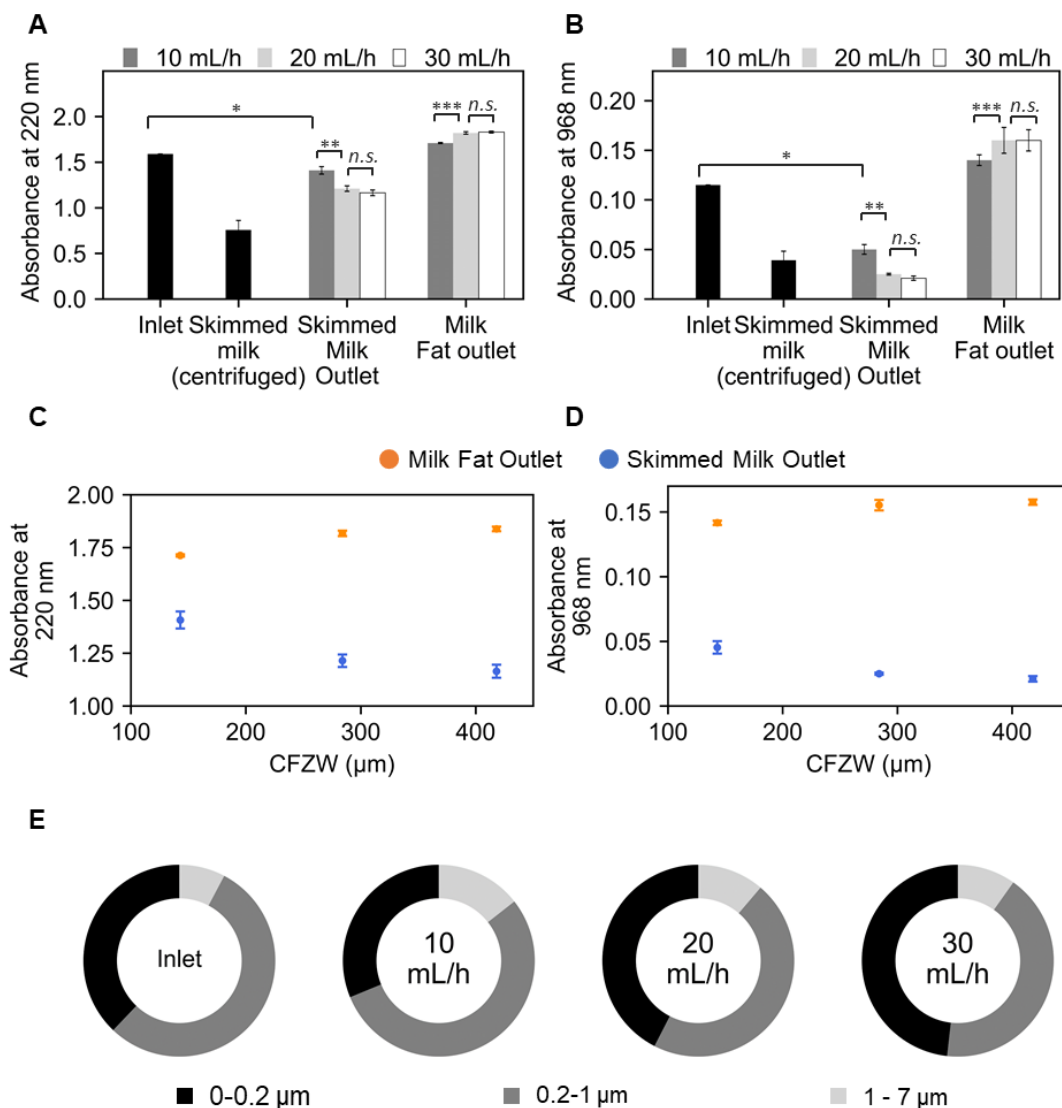 A
10 mL/h 20 mL/h 30 mL/h
Absorbance at 220 nm
2.0
1.5
1.0
0.5
0.0
*
**
n.s.
***
n.s.
Inlet
Skimmed
milk
(centrifuged)
Skimmed
Milk
Outlet
Milk
Fat outlet
B
10 mL/h 20 mL/h 30 mL/h
Absorbance at 968 nm
0.20
0.15
0.10
0.05
0.00
*
**
n.s.
***
n.s.
Inlet
Skimmed
milk
(centrifuged)
Skimmed
Milk
Outlet
Milk
Fat outlet
C
D
Milk Fat Outlet Skimmed Milk Outlet
Absorbance at
220 nm
2.00
1.75
1.50
1.25
1.00
100 200 300 400
CFZW (µm)
Absorbance at
968 nm
0.15
0.10
0.05
0.00
100 200 300 400
CFZW (µm)
E
Inlet
10
mL/h
20
mL/h
30
mL/h
0-0.2 µm 0.2-1 µm 1 - 7 µm